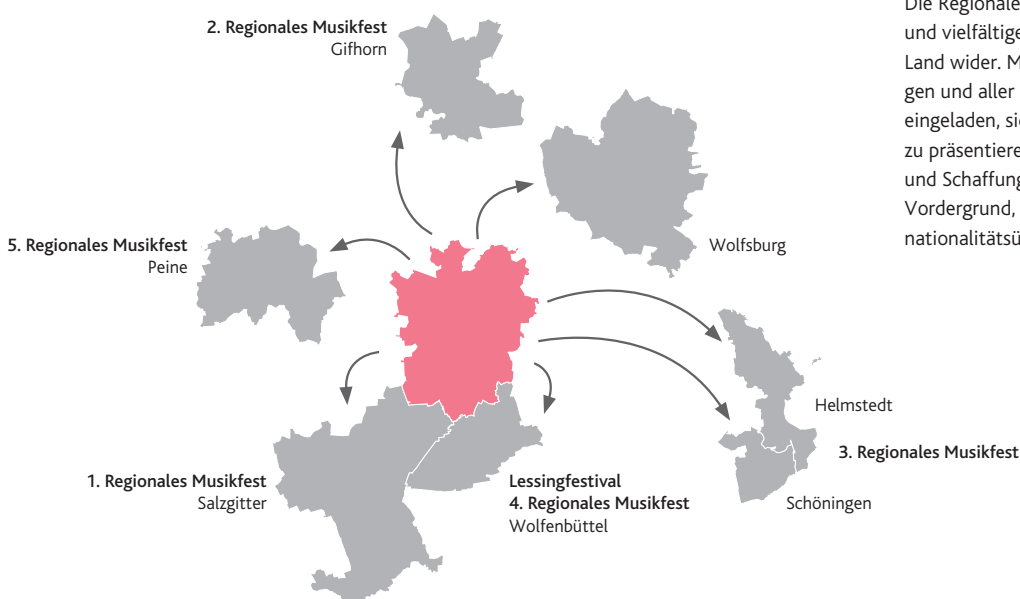 2. Regionales Musikfest
Gifhorn
Wolfsburg
5. Regionales Musikfest
Peine
Helmstedt
3. Regionales Musikfest
Schöningen
1. Regionales Musikfest
Salzgitter
Lessingfestival
4. Regionales Musikfest
Wolfenbüttel
Die Regionale
und vielfältige
Land wider. M
gen und aller
eingeladen, si
zu präsentiere
und Schaffung
Vordergrund,
nationalitätsü